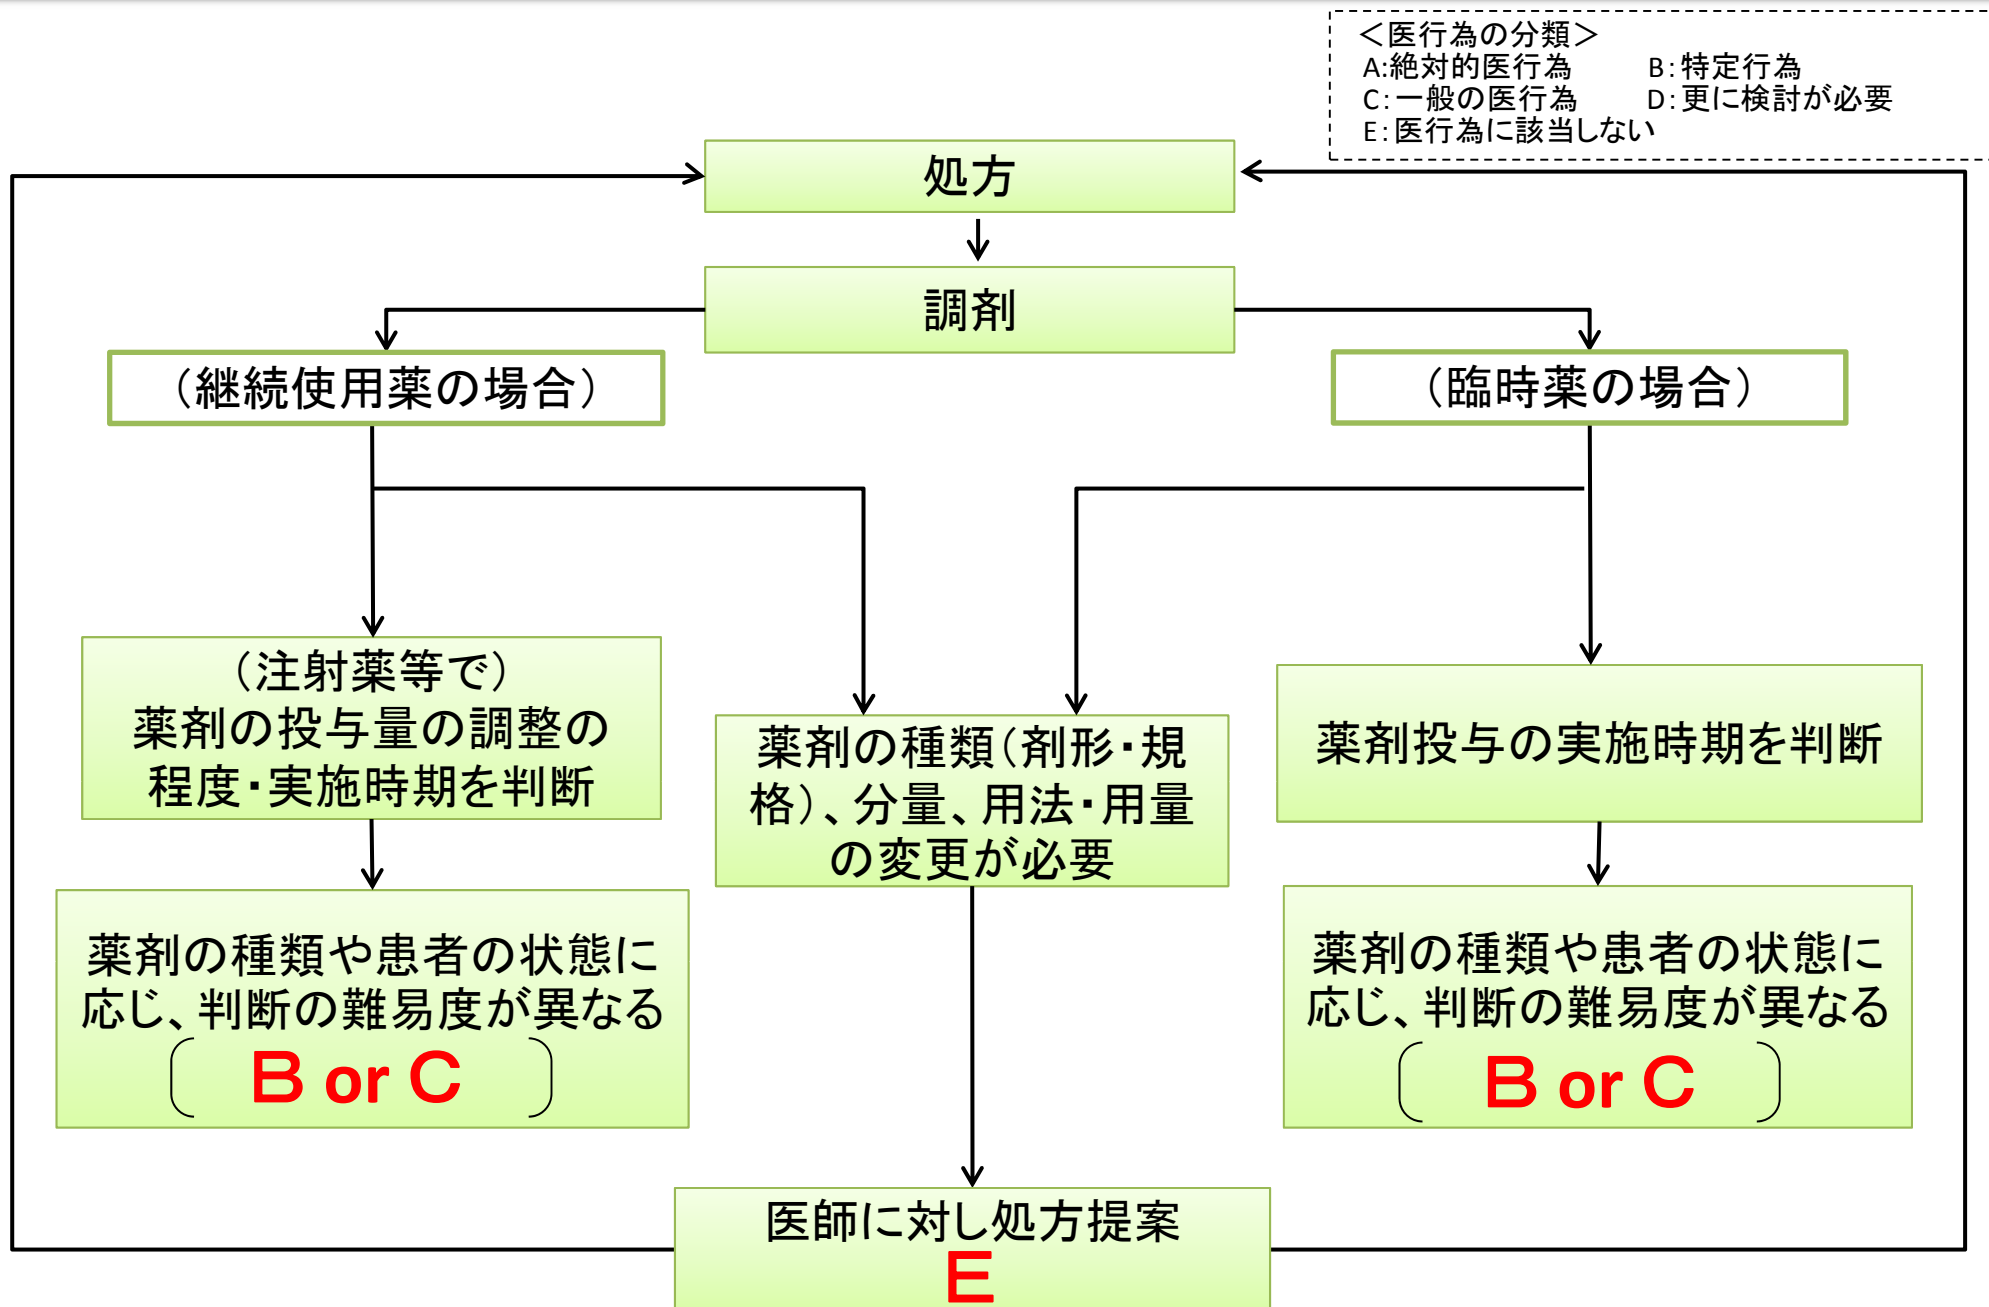 <医行為の分類>
A:絶対的医行為 B:特定行為
C:一般の医行為 D:更に検討が必要
E:医行為に該当しない
処方
調剤
(継続使用薬の場合)
(臨時薬の場合)
(注射薬等で)
薬剤の投与量の調整の
程度・実施時期を判断
薬剤の種類(剤形・規
格)、分量、用法・用量
の変更が必要
薬剤投与の実施時期を判断
薬剤の種類や患者の状態に
応じ、判断の難易度が異なる
B or C
薬剤の種類や患者の状態に
応じ、判断の難易度が異なる
B or C
医師に対し処方提案
E